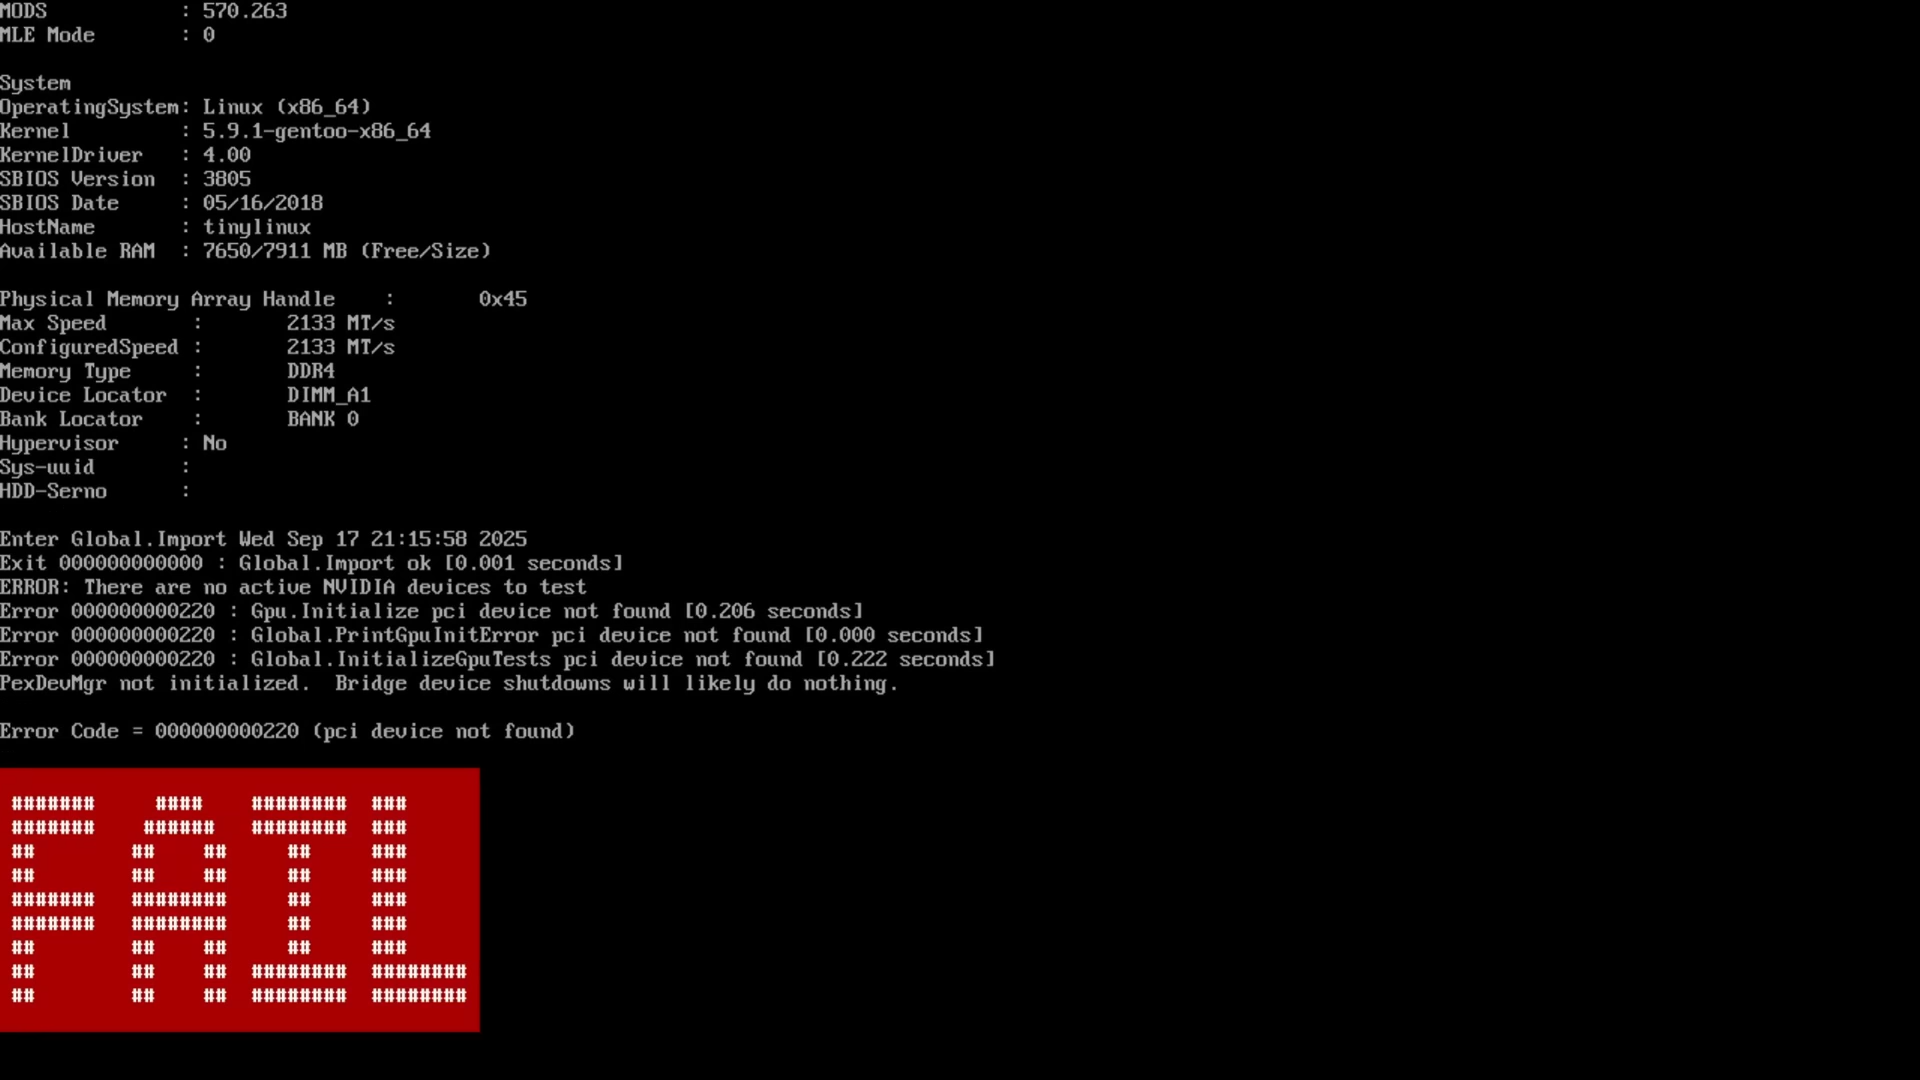 MODS            : 570.263
MLE Mode        : 0

System
OperatingSystem: Linux (x86_64)
Kernel          : 5.9.1-gentoo-x86_64
KernelDriver    : 4.00
SBIOS Version   : 3805
SBIOS Date      : 05/16/2018
HostName        : tinylinux
Available RAM   : 7650/7911 MB (Free/Size)

Physical Memory Array Handle    :       0x45
Max Speed       :       2133 MT/s
ConfiguredSpeed :       2133 MT/s
Memory Type     :       DDR4
Device Locator  :       DIMM_A1
Bank Locator    :       BANK 0
Hypervisor      : No
Sys-uuid        :
HDD-Serno       :

Enter Global.Import Wed Sep 17 21:15:58 2025
Exit 000000000000 : Global.Import ok [0.001 seconds]
ERROR: There are no active NVIDIA devices to test
Error 000000000220 : Gpu.Initialize pci device not found [0.206 seconds]
Error 000000000220 : Global.PrintGpuInitError pci device not found [0.000 seconds]
Error 000000000220 : Global.InitializeGpuTests pci device not found [0.222 seconds]
PexDevMgr not initialized.  Bridge device shutdowns will likely do nothing.

Error Code = 000000000220 (pci device not found)

FAIL